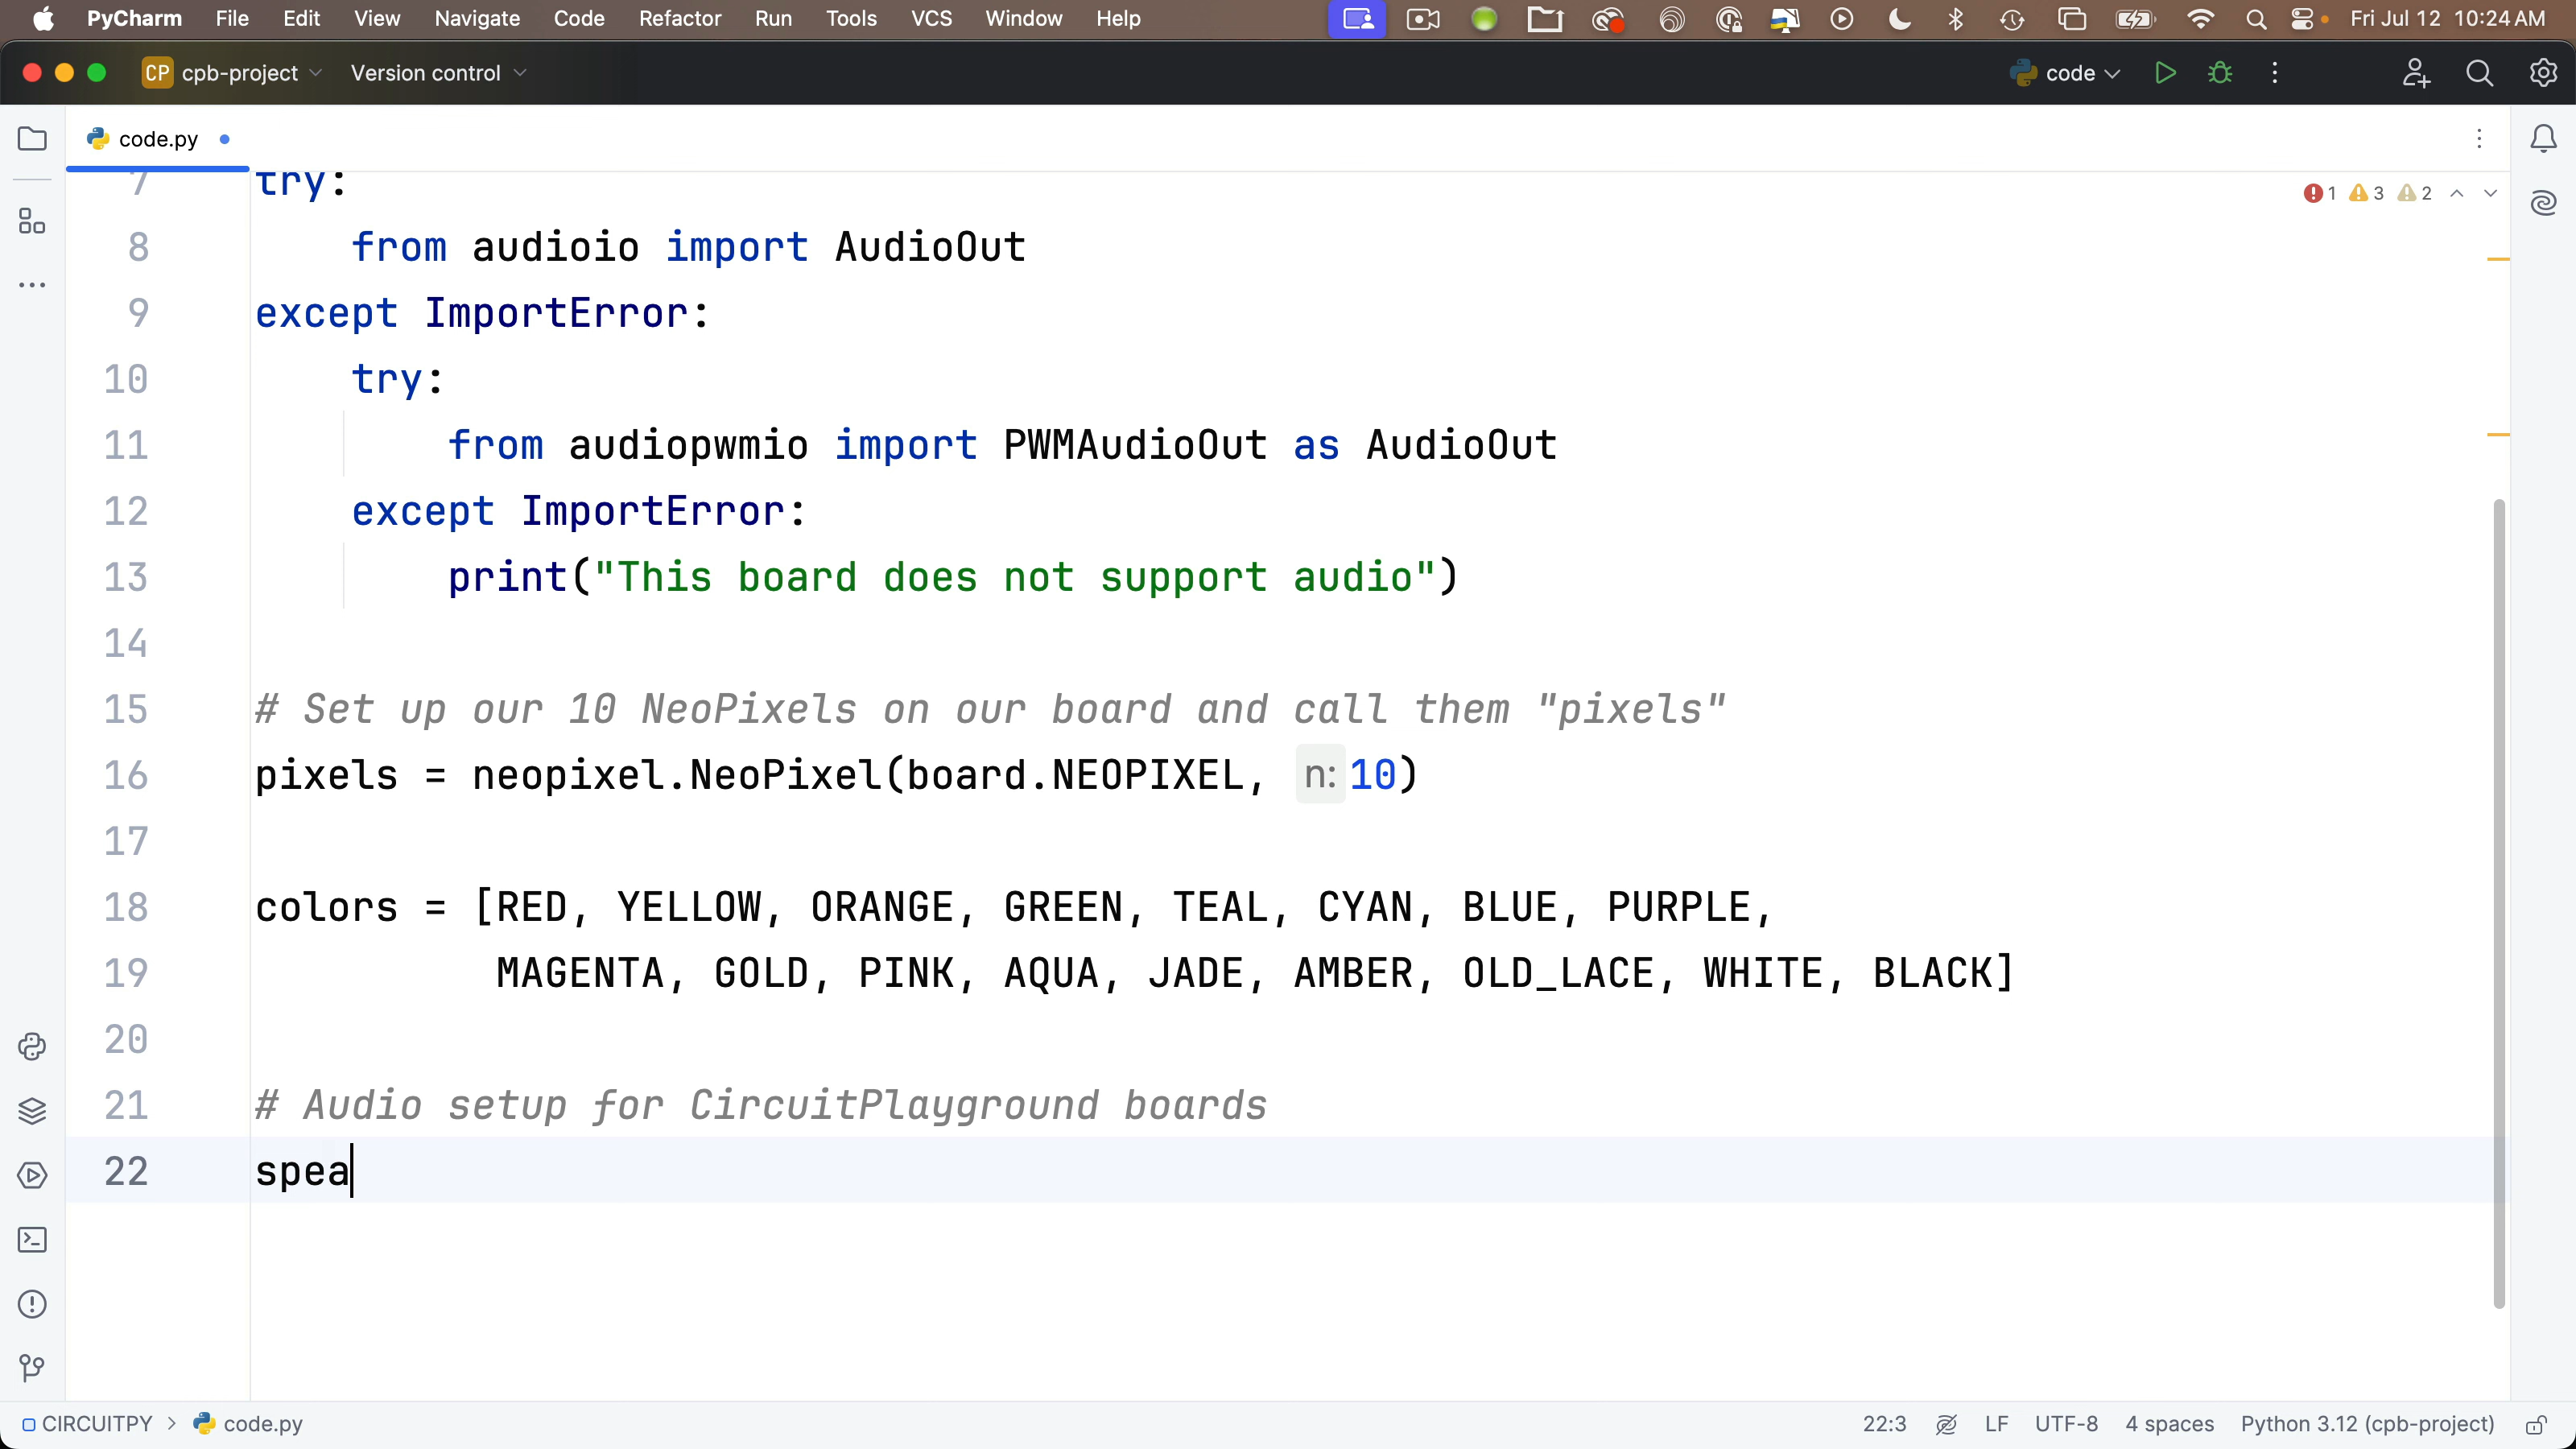 PyCharm File Edit View Navigate Code Refactor Run Tools VCS Window Help Fri Jul 12 10:24 AM
CP cpb-project Version control code
code.py
1 3 2
7 try:
8 from audioio import AudioOut
9 except ImportError:
10 try:
11 from audiopwmio import PWMAudioOut as AudioOut
12 except ImportError:
13 print("This board does not support audio")
14
15 # Set up our 10 NeoPixels on our board and call them "pixels"
16 pixels = neopixel.NeoPixel(board.NEOPIXEL, n: 10)
17
18 colors = [RED, YELLOW, ORANGE, GREEN, TEAL, CYAN, BLUE, PURPLE,
19 MAGENTA, GOLD, PINK, AQUA, JADE, AMBER, OLD_LACE, WHITE, BLACK]
20
21 # Audio setup for CircuitPlayground boards
22 spea
CIRCUITPY > code.py 22:3 LF UTF-8 4 spaces Python 3.12 (cpb-project)